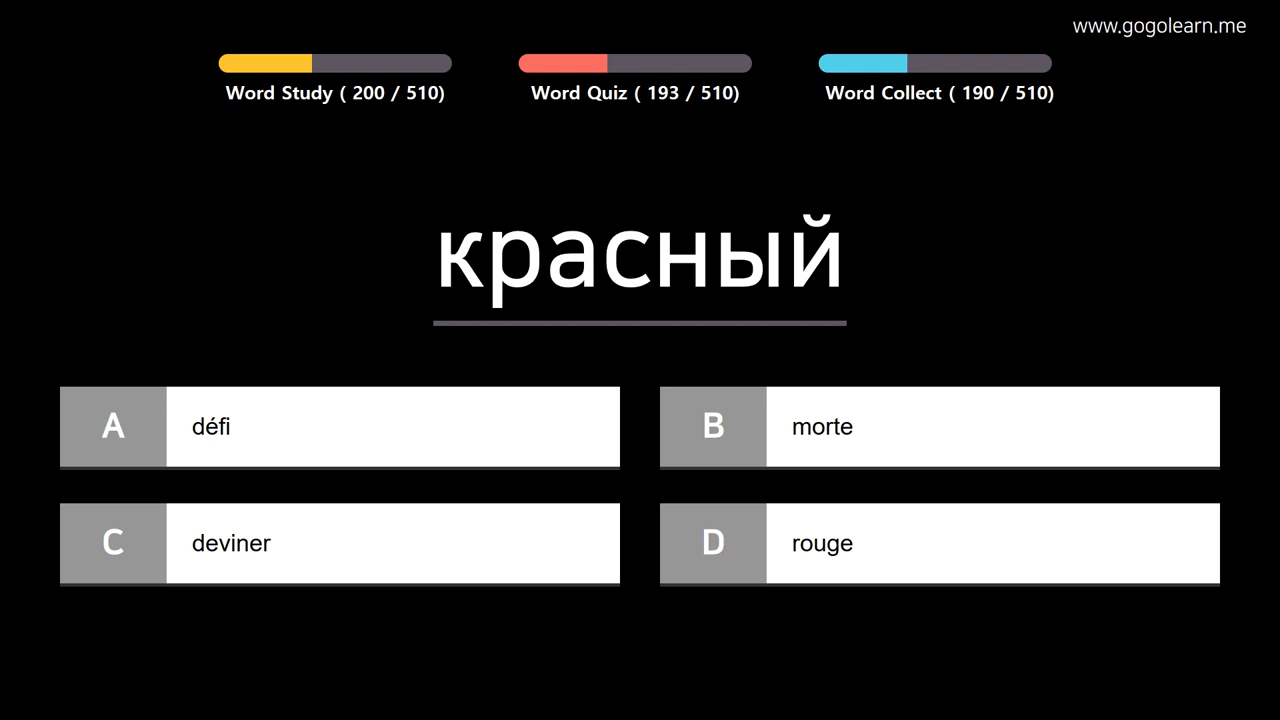 www.gogolearn.me
Word Study ( 200 / 510)
Word Quiz ( 193 / 510)
Word Collect ( 190 / 510)
красный
A défi
B morte
C deviner
D rouge